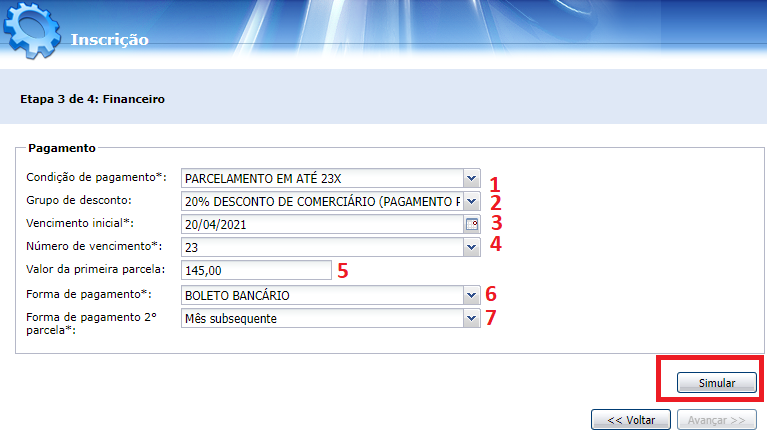 Inscrição
Etapa 3 de 4: Financeiro
Pagamento
Condição de pagamento*: PARCELAMENTO EM ATÉ 23X 1
Grupo de desconto: 20% DESCONTO DE COMERCIÁRIO (PAGAMENTO 2
Vencimento inicial*: 20/04/2021 3
Número de vencimento*: 23 4
Valor da primeira parcela: 145,00 5
Forma de pagamento*: BOLETO BANCÁRIO 6
Forma de pagamento 2° Mês subsequente 7
parcela*:
Simular
<< Voltar Avançar >>